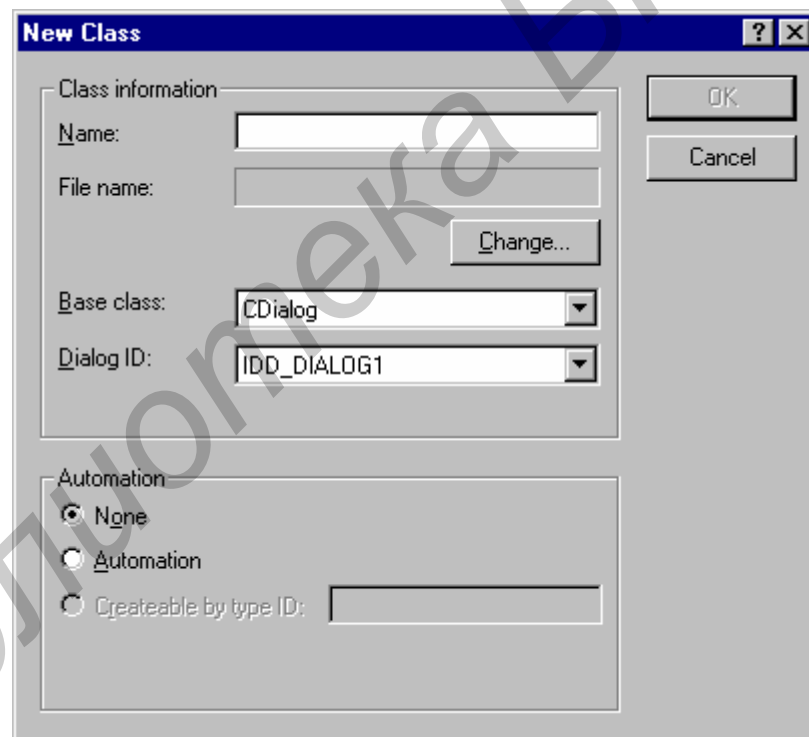 New Class
Class information
Name:
File name:
Change...
Base class:
CDialog
Dialog ID:
IDD_DIALOG1
OK
Cancel
Automation
None
Automation
Createable by type ID: